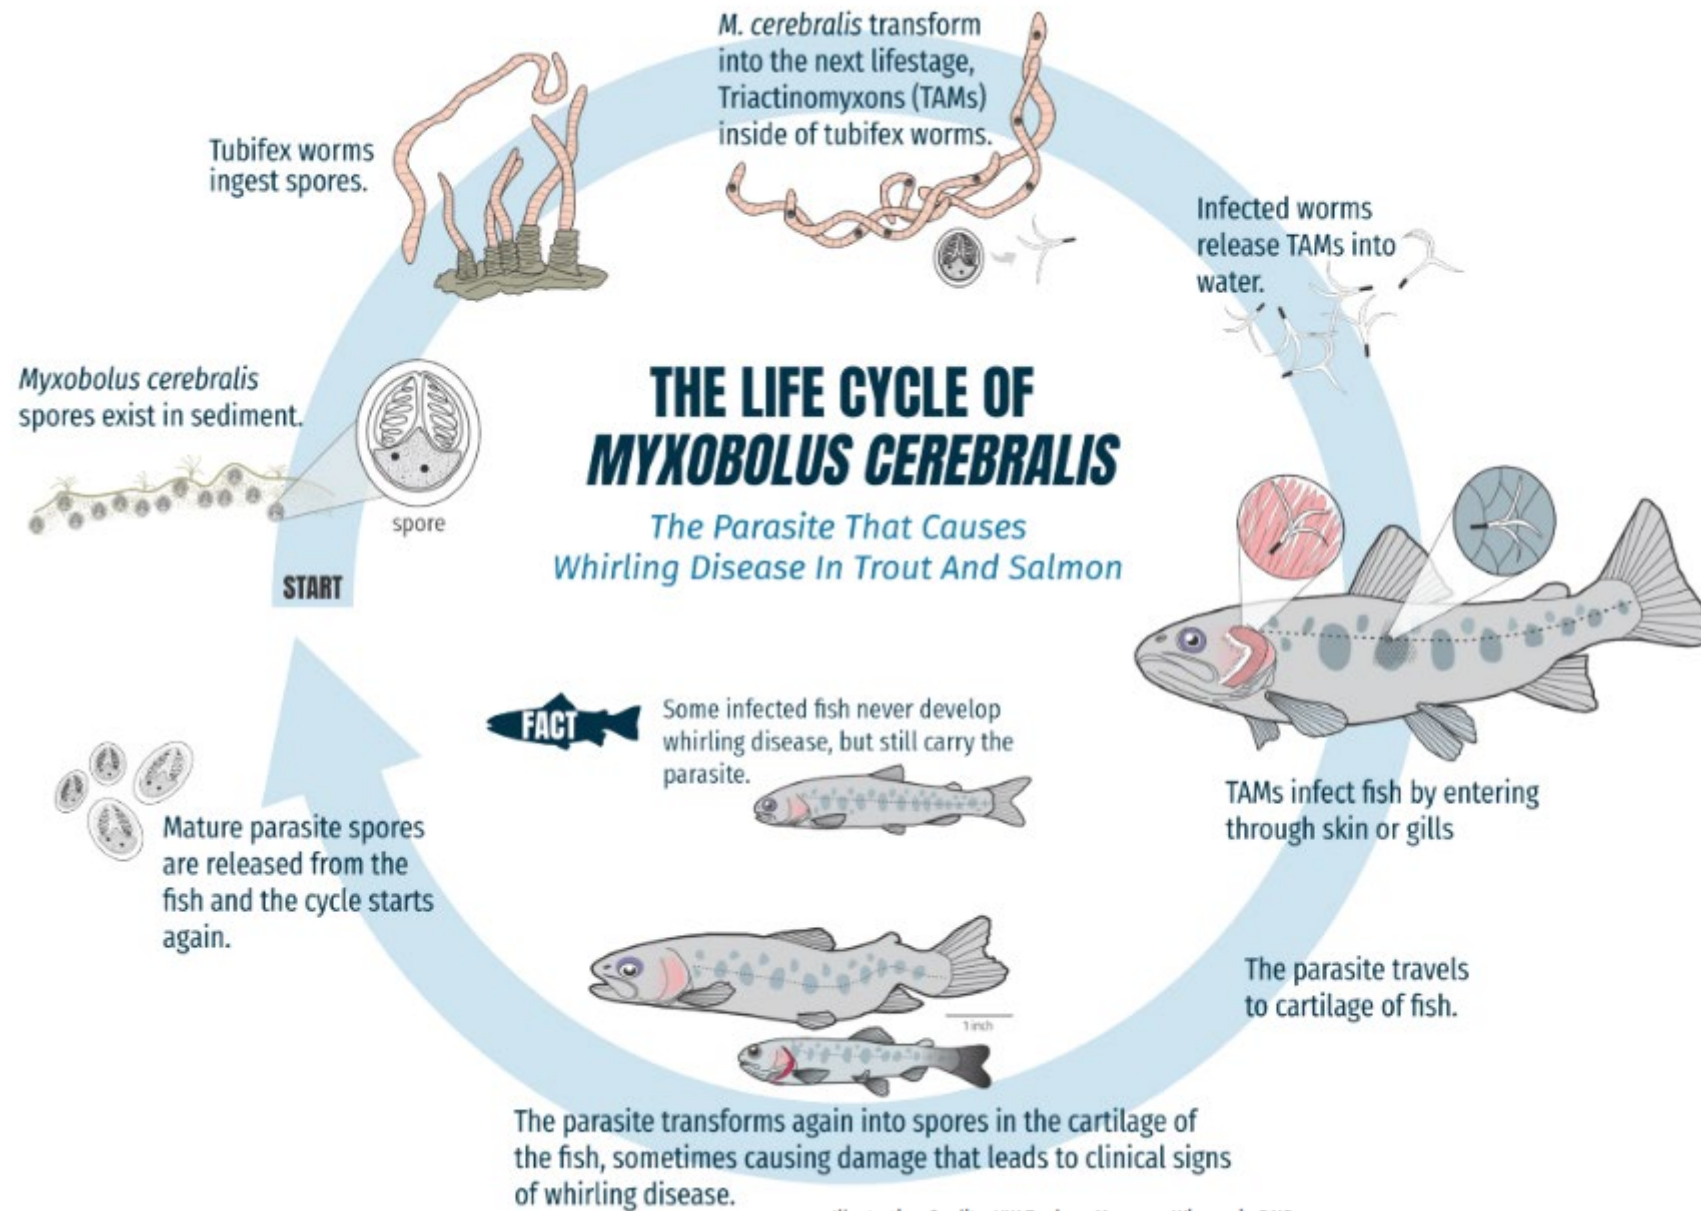 THE LIFE CYCLE OF
MYXOBOLUS CEREBRALIS
The Parasite That Causes
Whirling Disease In Trout And Salmon
START
Myxobolus cerebralis
spores exist in sediment.
spore
Tubifex worms
ingest spores.
M. cerebralis transform
into the next lifestage,
Triactinomyxons (TAMs)
inside of tubifex worms.
Infected worms
release TAMs into
water.
TAMs infect fish by entering
through skin or gills
The parasite travels
to cartilage of fish.
1 inch
The parasite transforms again into spores in the cartilage of
the fish, sometimes causing damage that leads to clinical signs
of whirling disease.
Mature parasite spores
are released from the
fish and the cycle starts
again.
FACT
Some infected fish never develop
whirling disease, but still carry the
parasite.